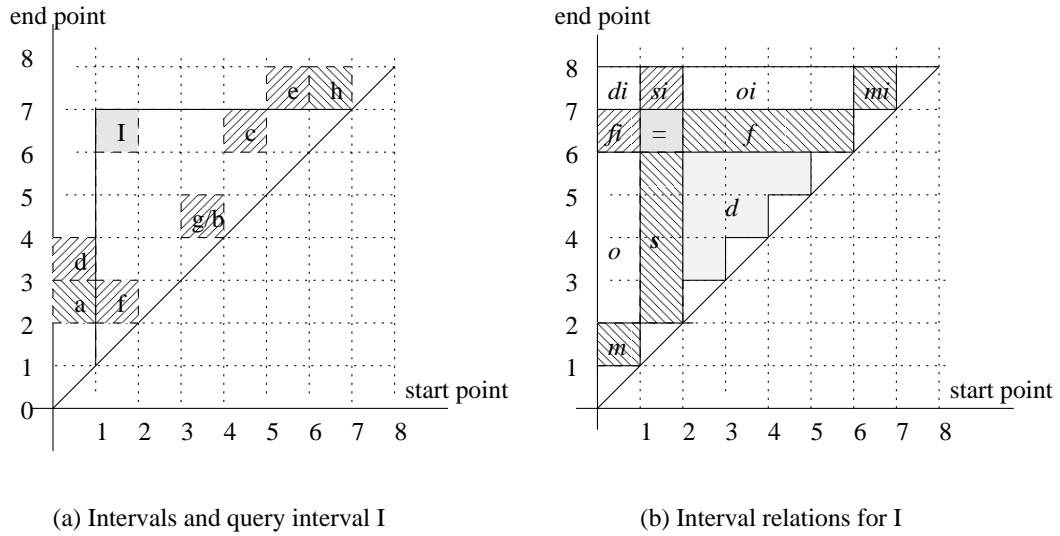 end point
8
7
6
5
4
3
2
1
0
e h
I c
g/b
d
a f
start point
1 2 3 4 5 6 7 8
(a) Intervals and query interval I
end point
8
7
6
5
4
3
2
1
di si oi mi
fi = f
d
o s
m
start point
1 2 3 4 5 6 7 8
(b) Interval relations for I